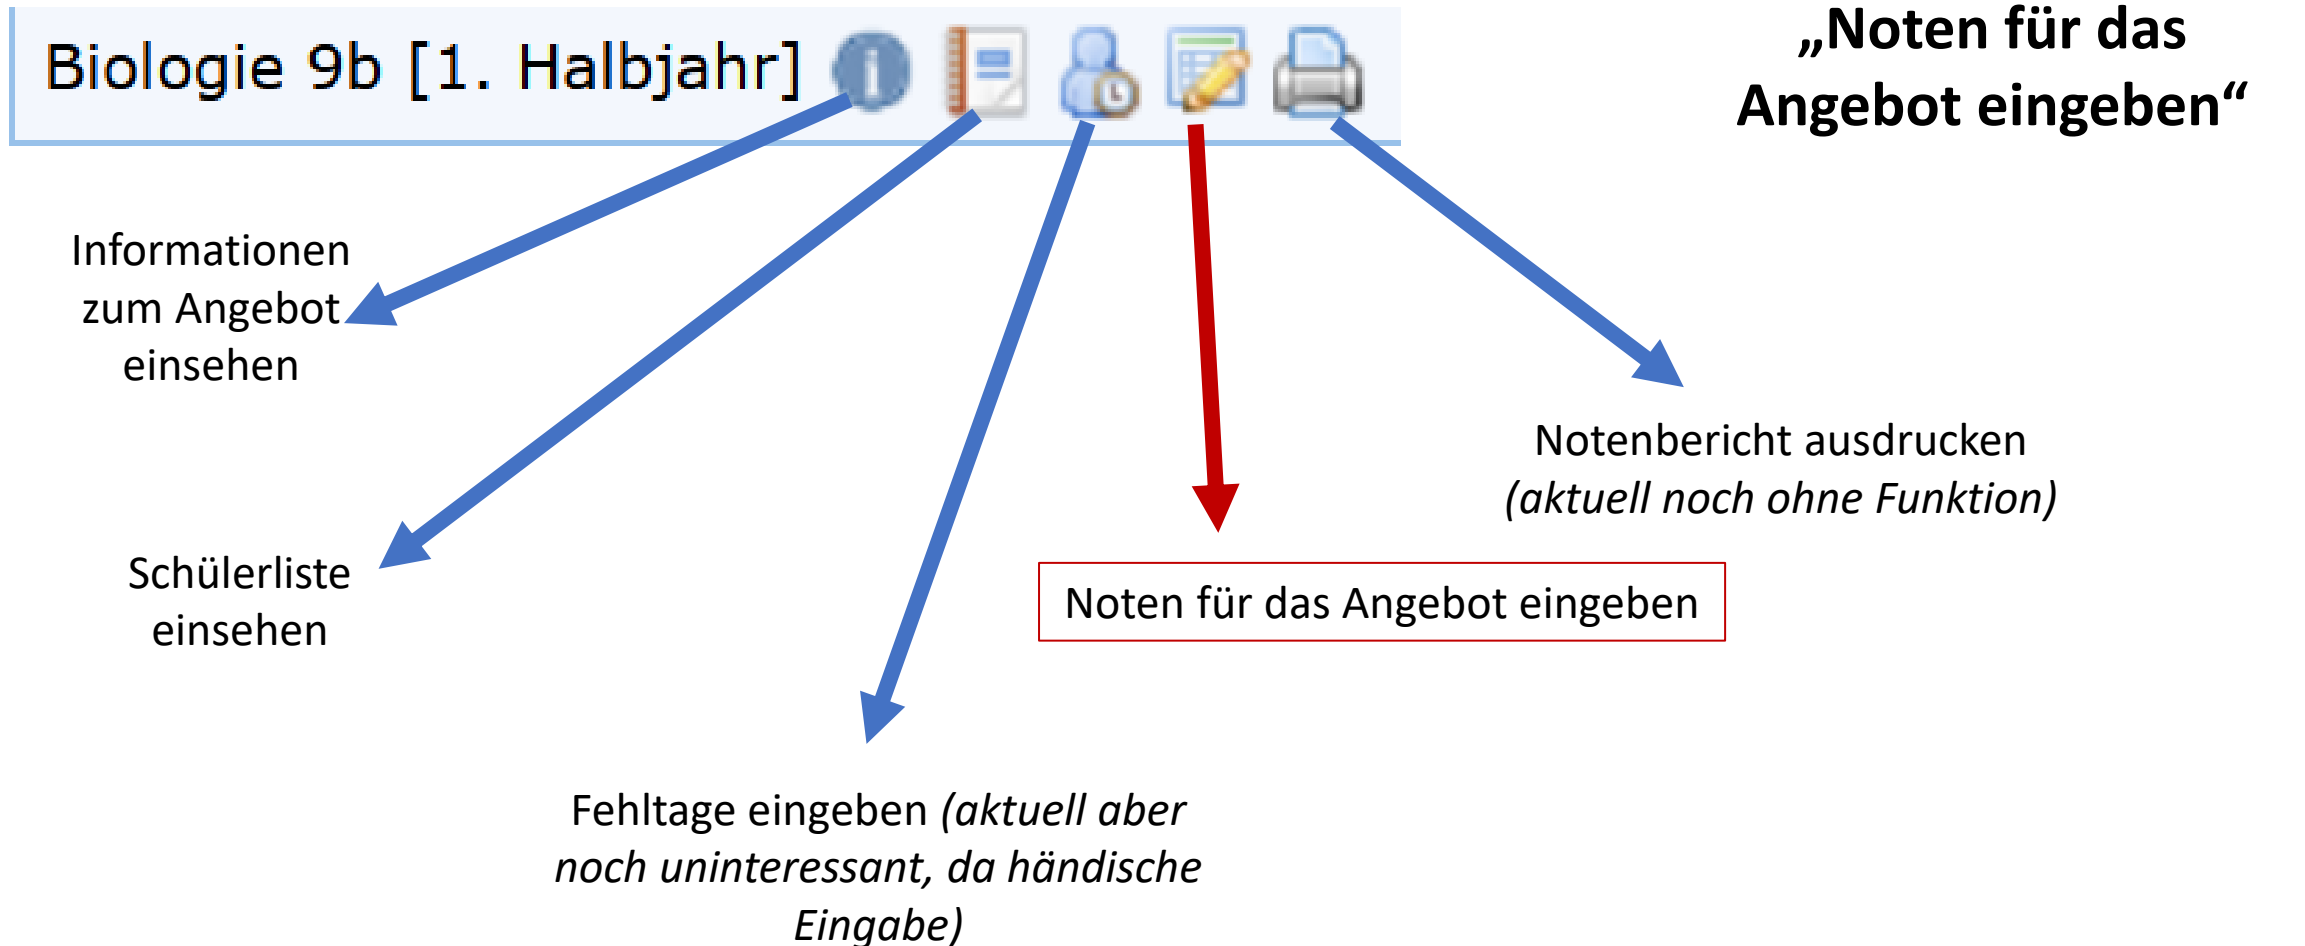 Biologie 9b [1. Halbjahr]
„Noten für das
Angebot eingeben“
Informationen
zum Angebot
einsehen
Notenbericht ausdrucken
(aktuell noch ohne Funktion)
Schülerliste
einsehen
Noten für das Angebot eingeben
Fehltage eingeben (aktuell aber
noch uninteressant, da händische
Eingabe)